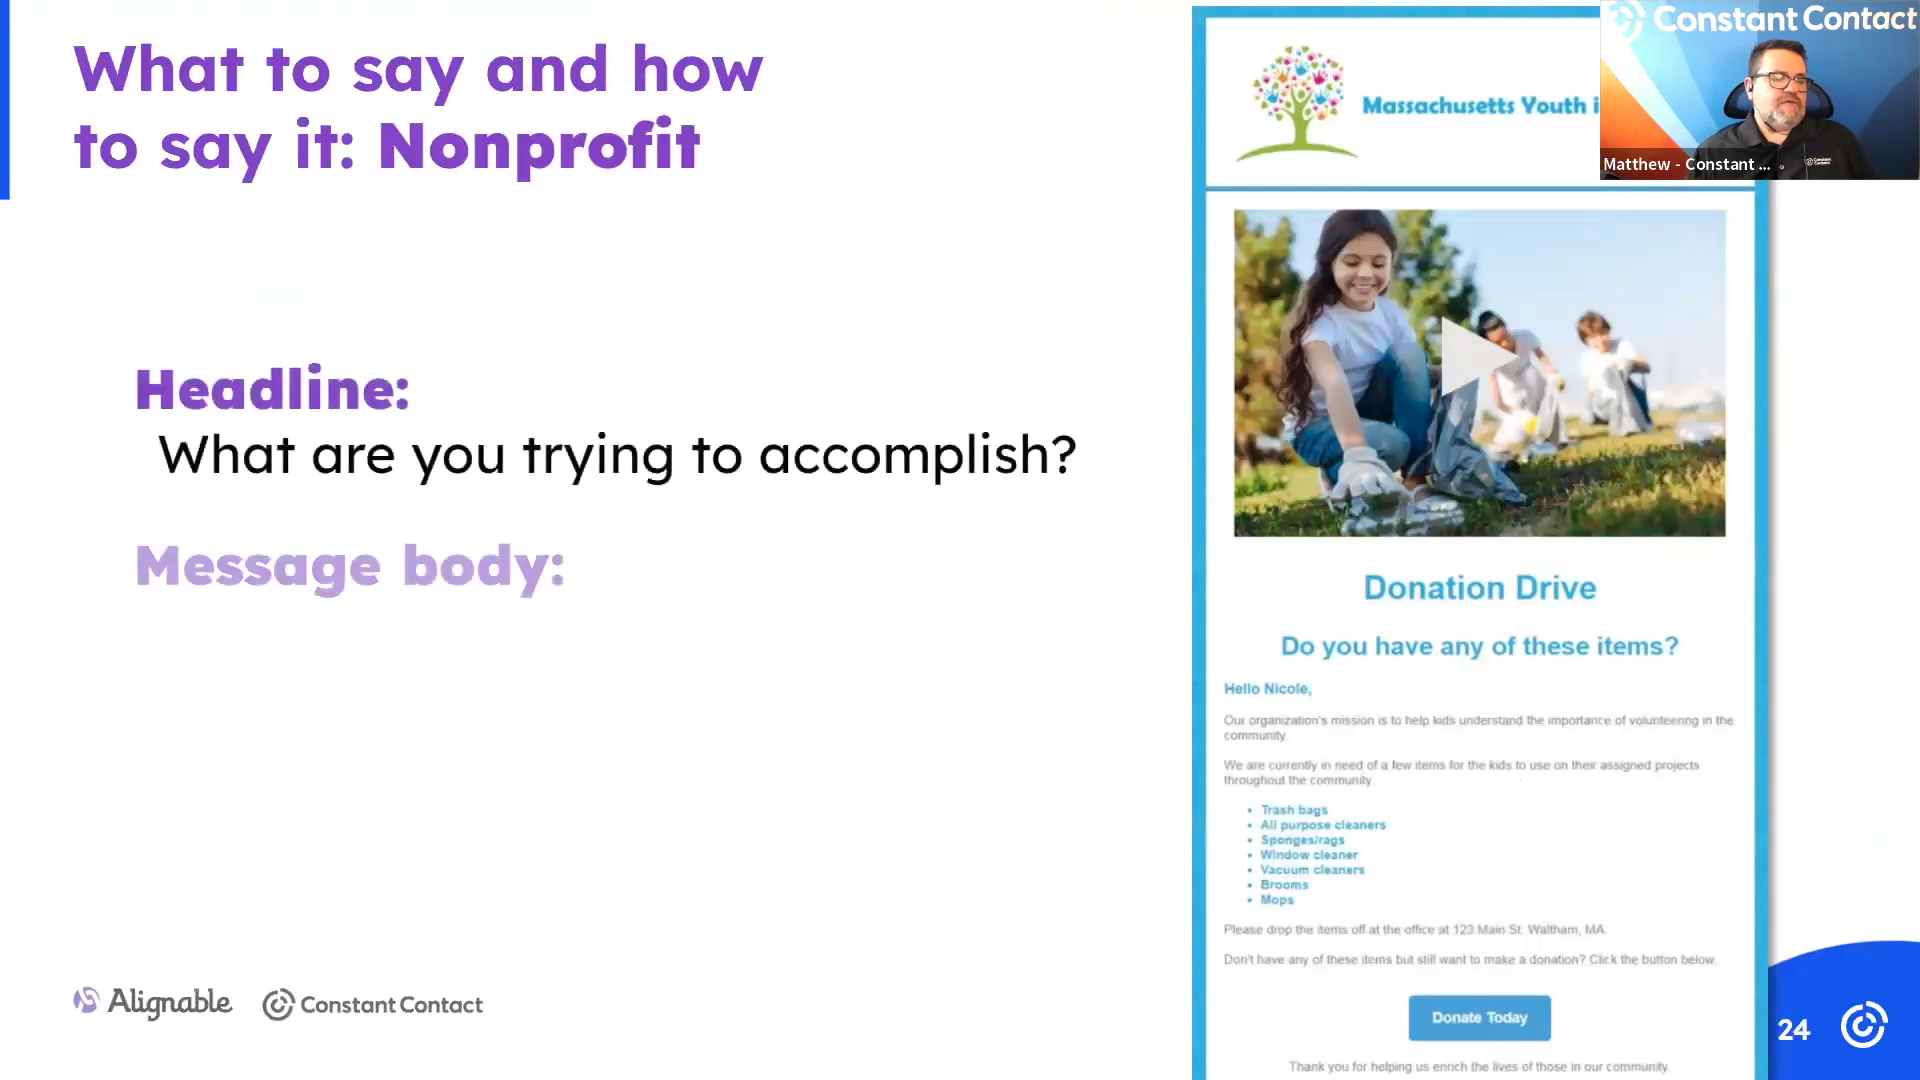 What to say and how
to say it: Nonprofit
Headline:
What are you trying to accomplish?
Message body:
Alignable
Constant Contact
Massachusetts Youth i
Donation Drive
Do you have any of these items?
Hello Nicole,
Our organization's mission is to help kids understand the importance of volunteering in the
community.
We are currently in need of a few items for the kids to use on their assigned projects
throughout the community.
• Trash bags
• All purpose cleaners
• Sponges/rags
• Window cleaner
• Vacuum cleaners
• Brooms
• Mops
Please drop the items off at the office at 123 Main St. Waltham, MA.
Don't have any of these items but still want to make a donation? Click the button below.
Donate Today
Thank you for helping us enrich the lives of those in our community.
Constant Contact
Constant
Contact
Matthew - Constant ...
24